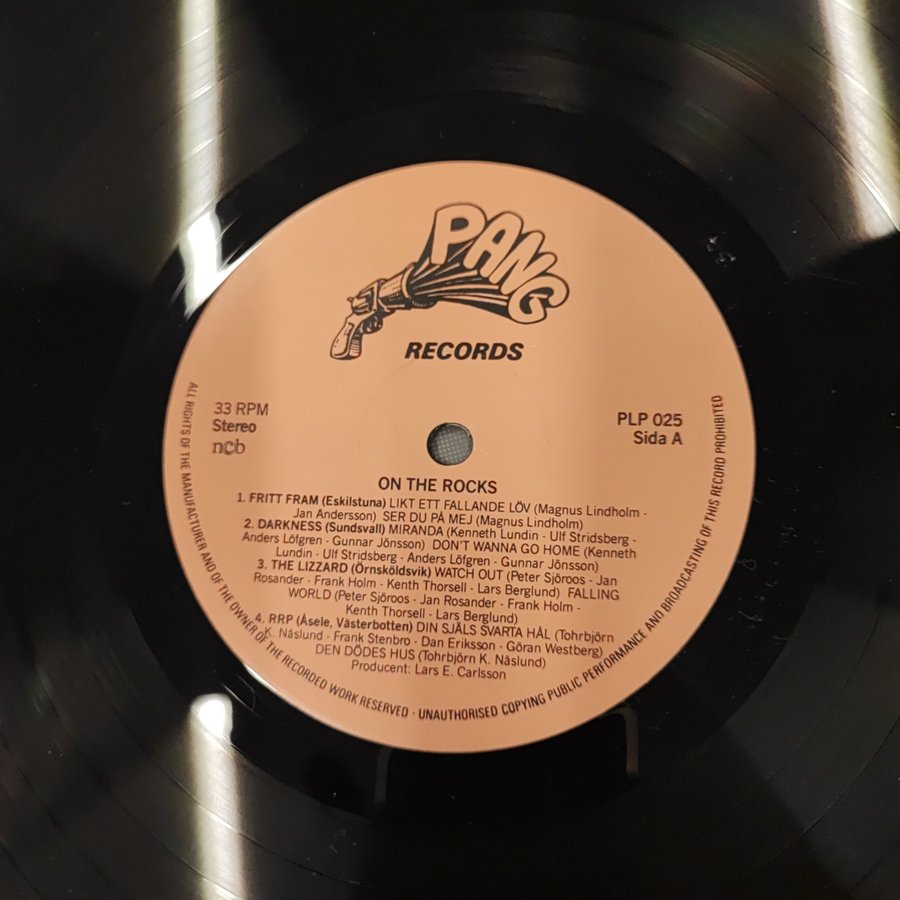 PANG
RECORDS
33 RPM
Stereo
ncb
PLP 025
Sida A
ON THE ROCKS
1. FRITT FRAM (Eskilstuna) LIKT ETT FALLANDE LÖV (Magnus Lindholm -
Jan Andersson) SER DU PÅ MEJ (Magnus Lindholm)
2. DARKNESS (Sundsvall) MIRANDA (Kenneth Lundin - Ulf Stridsberg -
Anders Löfgren - Gunnar Jönsson) DON'T WANNA GO HOME (Kenneth
Lundin - Ulf Stridsberg - Anders Löfgren - Gunnar Jönsson)
3. THE LIZZARD (Örnsköldsvik) WATCH OUT (Peter Sjöroos - Jan
Rosander - Frank Holm - Kenth Thorsell - Lars Berglund) FALLING
WORLD (Peter Sjöroos - Jan Rosander - Frank Holm -
Kenth Thorsell - Lars Berglund)
4. RRP (Åsele, Västerbotten) DIN SJÄLS SVARTA HÅL (Tohrbjörn
K. Näslund - Frank Stenbro - Dan Eriksson - Göran Westberg)
DEN DÖDES HUS (Tohrbjörn K. Näslund)
Producent: Lars E. Carlsson
ALL RIGHTS OF THE MANUFACTURER AND OF THE OWNER OF THE RECORDED WORK RESERVED · UNAUTHORISED COPYING PUBLIC PERFORMANCE AND BROADCASTING OF THIS RECORD PROHIBITED